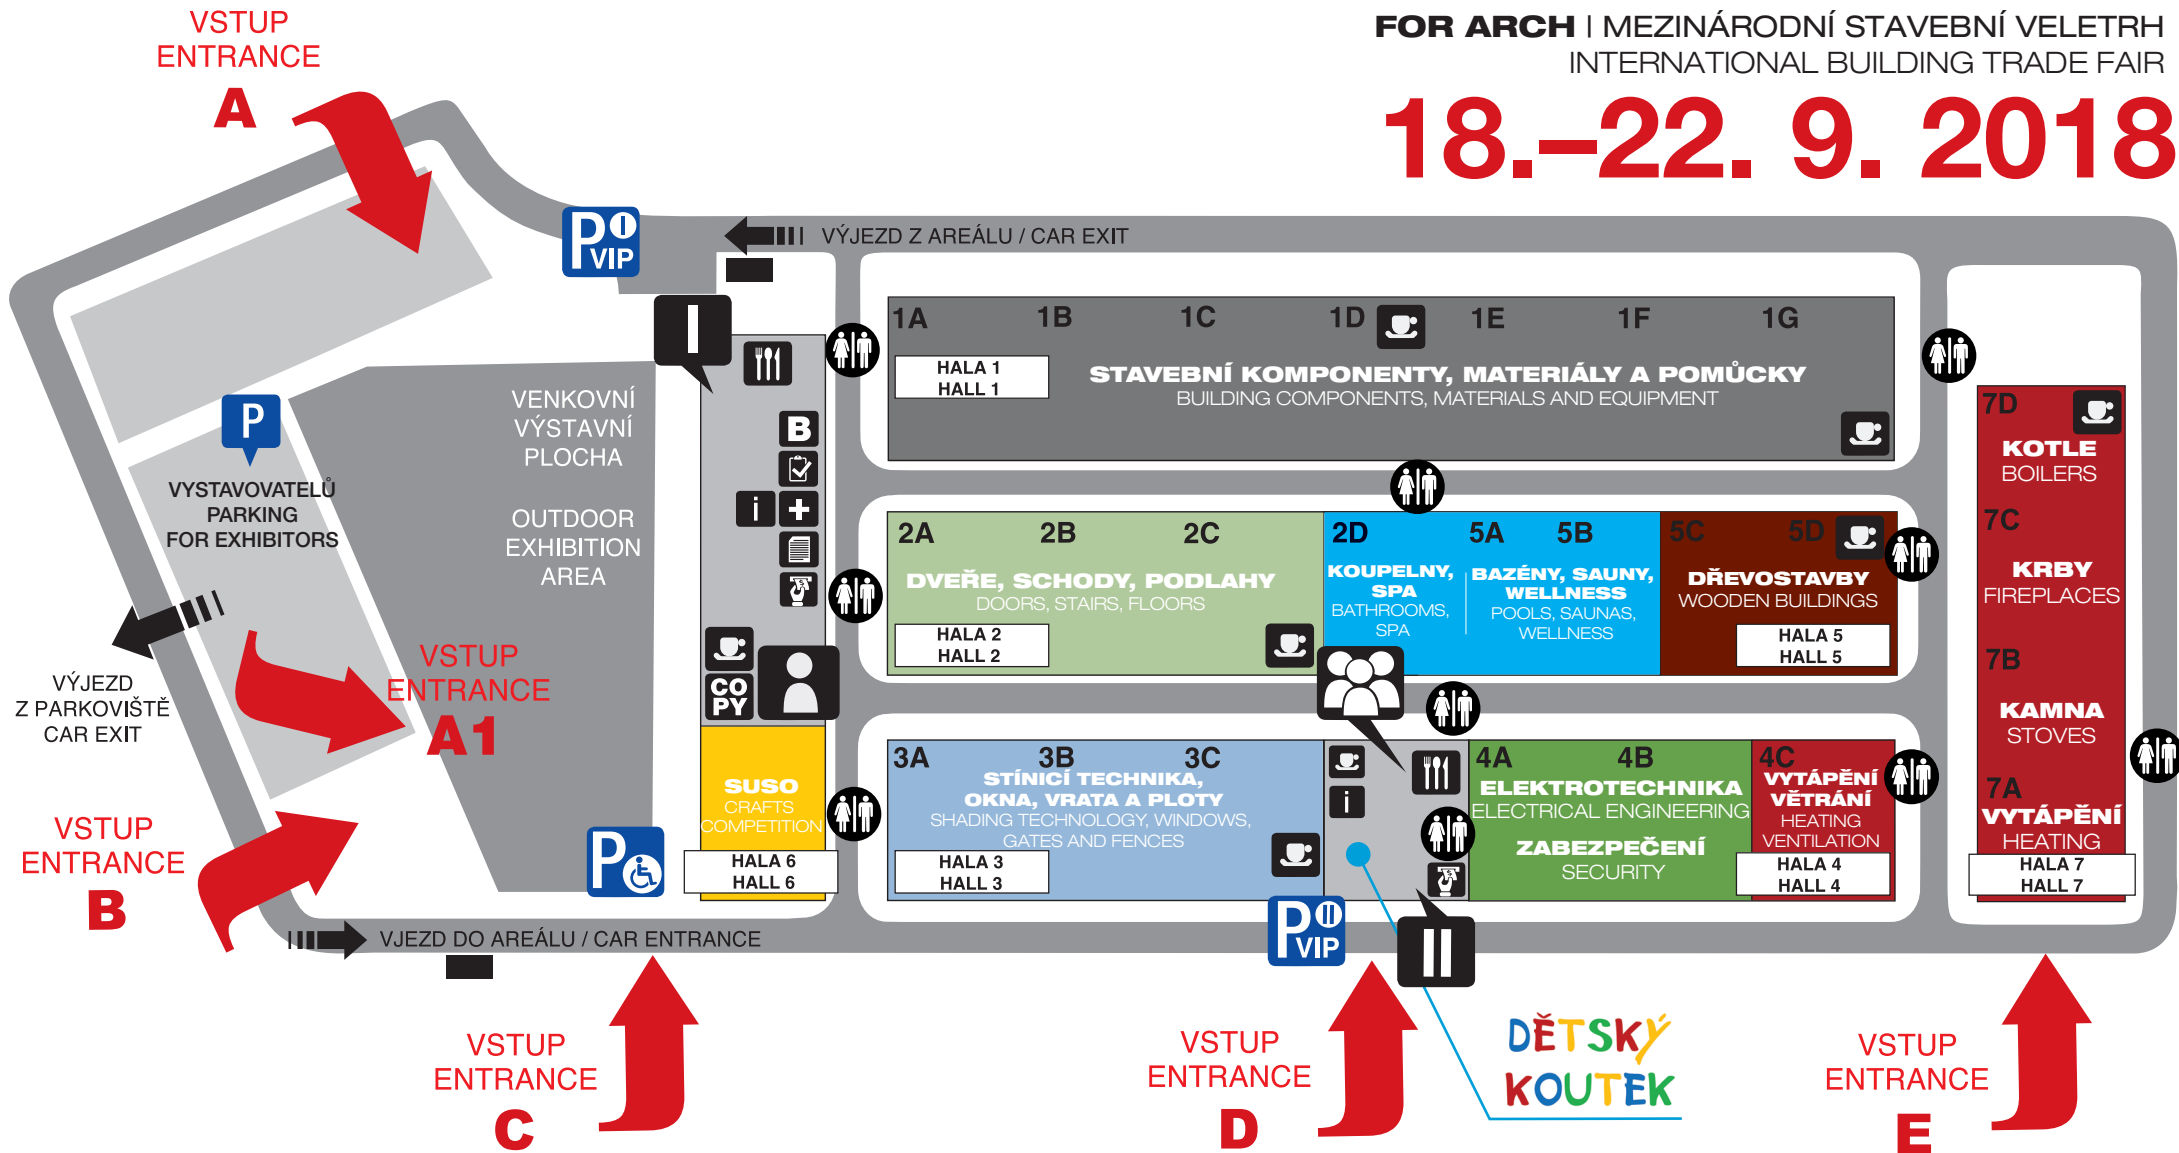 VSTUP
ENTRANCE
A
FOR ARCH | MEZINÁRODNÍ STAVEBNÍ VELETRH
INTERNATIONAL BUILDING TRADE FAIR
18.–22. 9. 2018
P I
VIP
VÝJEZD Z AREÁLU / CAR EXIT
I
1A 1B 1C 1D 1E 1F 1G
HALA 1
HALL 1
STAVEBNÍ KOMPONENTY, MATERIÁLY A POMŮCKY
BUILDING COMPONENTS, MATERIALS AND EQUIPMENT
VENKOVNÍ
VÝSTAVNÍ
PLOCHA
OUTDOOR
EXHIBITION
AREA
P
VYSTAVOVATELŮ
PARKING
FOR EXHIBITORS
B
i
CO
PY
2A 2B 2C
DVEŘE, SCHODY, PODLAHY
DOORS, STAIRS, FLOORS
HALA 2
HALL 2
2D
KOUPELNY,
SPA
BATHROOMS,
SPA
5A 5B
BAZÉNY, SAUNY,
WELLNESS
POOLS, SAUNAS,
WELLNESS
5C 5D
DŘEVOSTAVBY
WOODEN BUILDINGS
HALA 5
HALL 5
7D
KOTLE
BOILERS
7C
KRBY
FIREPLACES
7B
KAMNA
STOVES
7A
VYTÁPĚNÍ
HEATING
HALA 7
HALL 7
VÝJEZD
Z PARKOVIŠTĚ
CAR EXIT
VSTUP
ENTRANCE
A1
VSTUP
ENTRANCE
B
P
SUSO
CRAFTS
COMPETITION
HALA 6
HALL 6
3A 3B 3C
STÍNICÍ TECHNIKA,
OKNA, VRATA A PLOTY
SHADING TECHNOLOGY, WINDOWS,
GATES AND FENCES
HALA 3
HALL 3
i
4A 4B
ELEKTROTECHNIKA
ELECTRICAL ENGINEERING
ZABEZPEČENÍ
SECURITY
4C
VYTÁPĚNÍ
VĚTRÁNÍ
HEATING
VENTILATION
HALA 4
HALL 4
VJEZD DO AREÁLU / CAR ENTRANCE
P II
VIP
II
VSTUP
ENTRANCE
C
VSTUP
ENTRANCE
D
DĚTSKÝ
KOUTEK
VSTUP
ENTRANCE
E